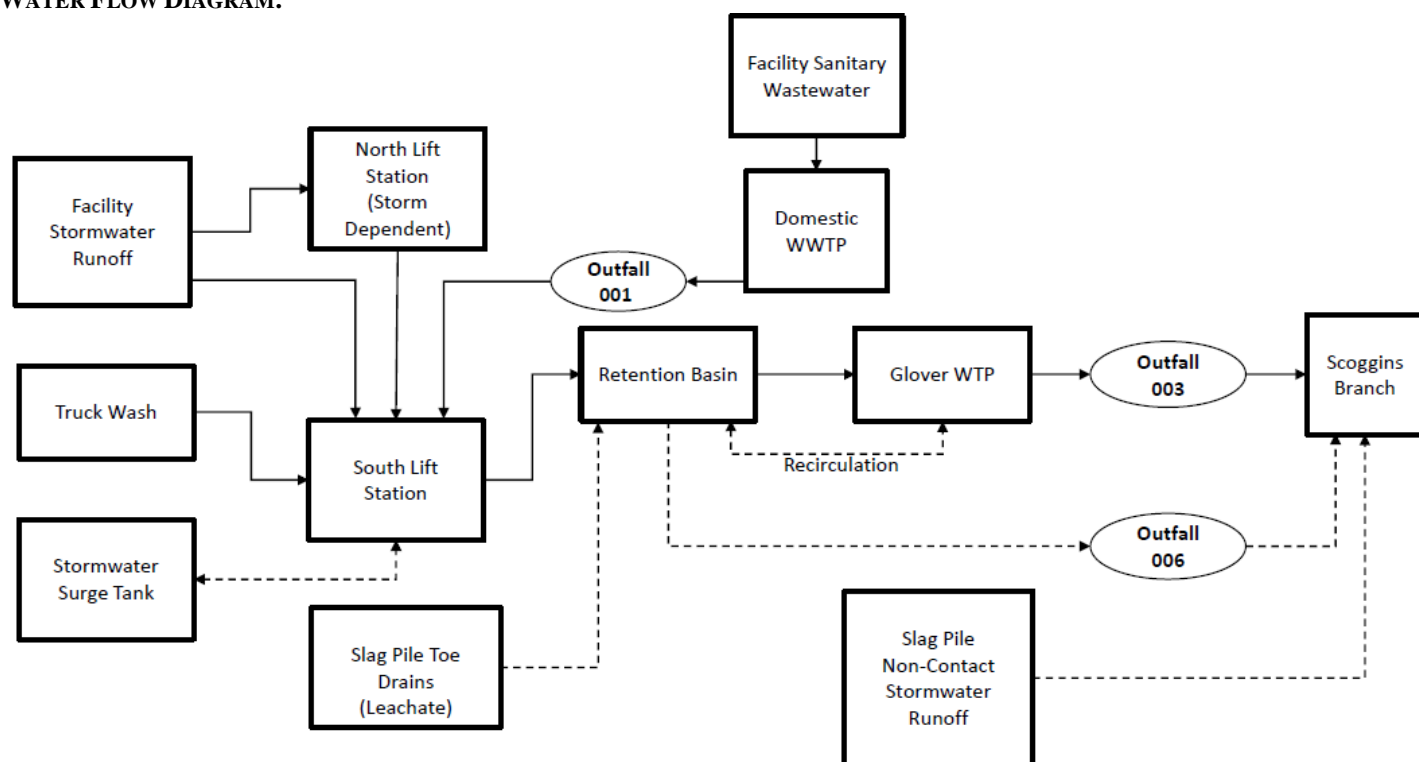 WATER FLOW DIAGRAM:
Facility Sanitary
Wastewater
North Lift
Station
(Storm
Dependent)
Facility
Stormwater
Runoff
Domestic
WWTP
Outfall
001
Retention Basin
Glover WTP
Outfall
003
Scoggins
Branch
Truck Wash
South Lift
Station
Recirculation
Stormwater
Surge Tank
Outfall
006
Slag Pile Toe
Drains
(Leachate)
Slag Pile
Non-Contact
Stormwater
Runoff